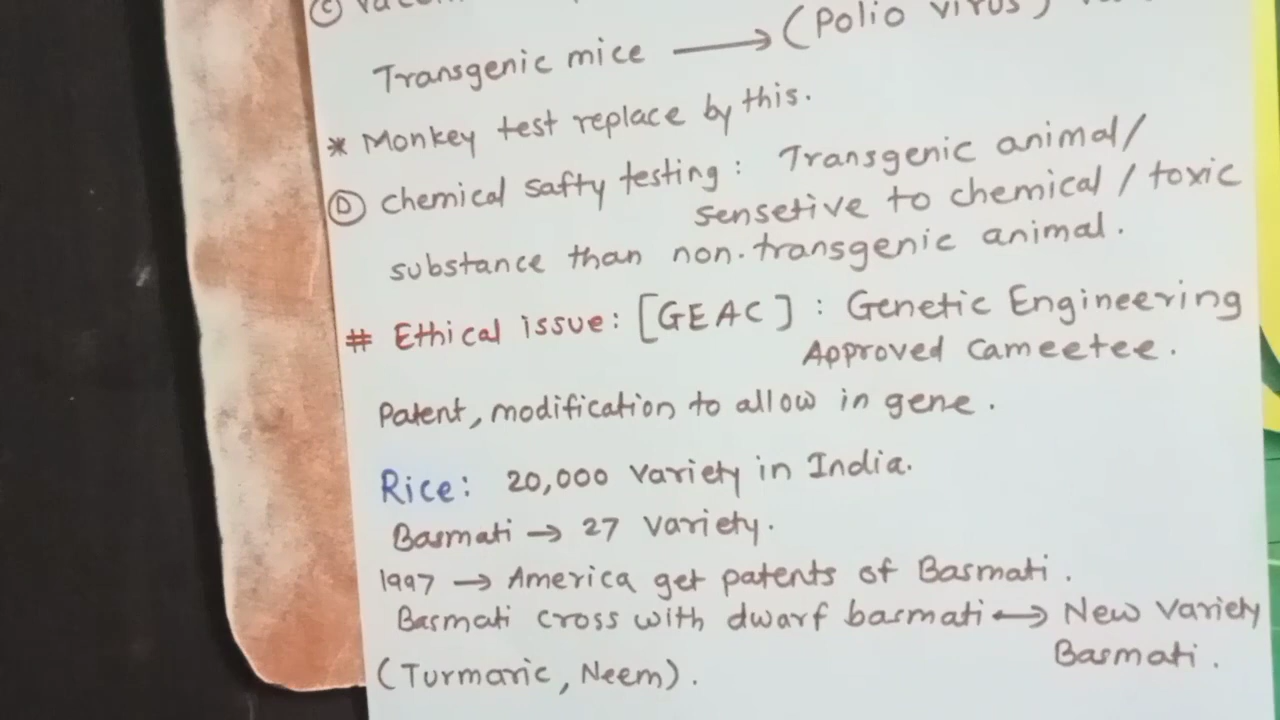 Transgenic mice ⟶ (Polio virus)
* Monkey test replace by this.
Ⓓ Chemical Safty testing : Transgenic animal/
sensetive to chemical / toxic
substance than non.transgenic animal.
# Ethical issue: [GEAC] : Genetic Engineering
Approved Cameetee.
Patent, modification to allow in gene.
Rice: 20,000 variety in India.
Basmati → 27 variety.
1997 → America get patents of Basmati.
Basmati cross with dwarf basmati ↔ New variety
Basmati.
(Turmaric, Neem).